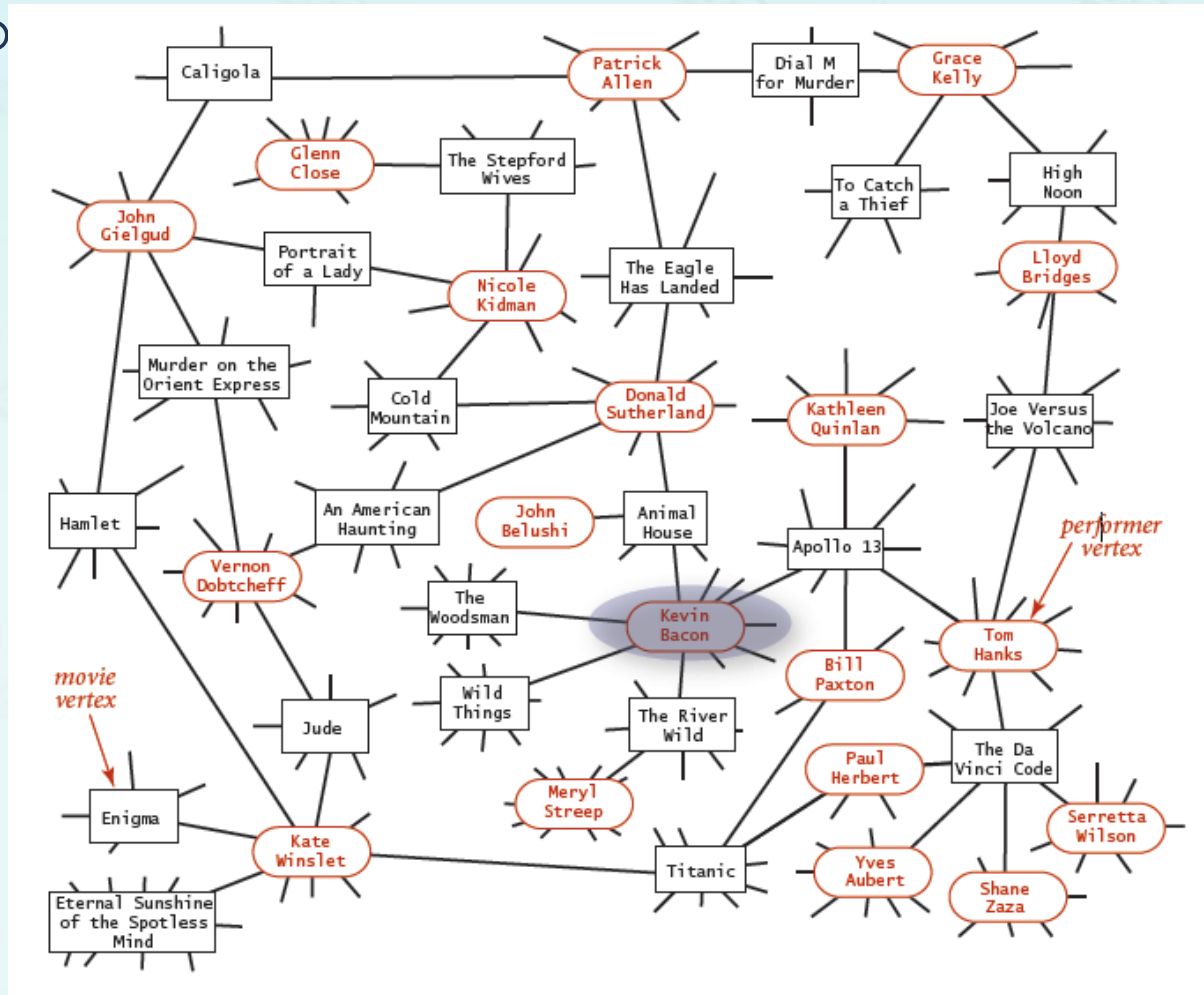 Caligola
Patrick
Allen
Dial M
for Murder
Grace
Kelly
Glenn
Close
The Stepford
Wives
To Catch
a Thief
High
Noon
John
Gielgud
Portrait
of a Lady
Nicole
Kidman
The Eagle
Has Landed
Lloyd
Bridges
Murder on the
Orient Express
Cold
Mountain
Donald
Sutherland
Kathleen
Quinlan
Joe Versus
the Volcano
Hamlet
An American
Haunting
John
Belushi
Animal
House
Apollo 13
performer
vertex
Vernon
Dobtcheff
The
Woodsman
Kevin
Bacon
Tom
Hanks
Bill
Paxton
movie
vertex
Jude
Wild
Things
The River
Wild
Paul
Herbert
The Da
Vinci Code
Enigma
Meryl
Streep
Serretta
Wilson
Kate
Winslet
Titanic
Yves
Aubert
Shane
Zaza
Eternal Sunshine
of the Spotless
Mind